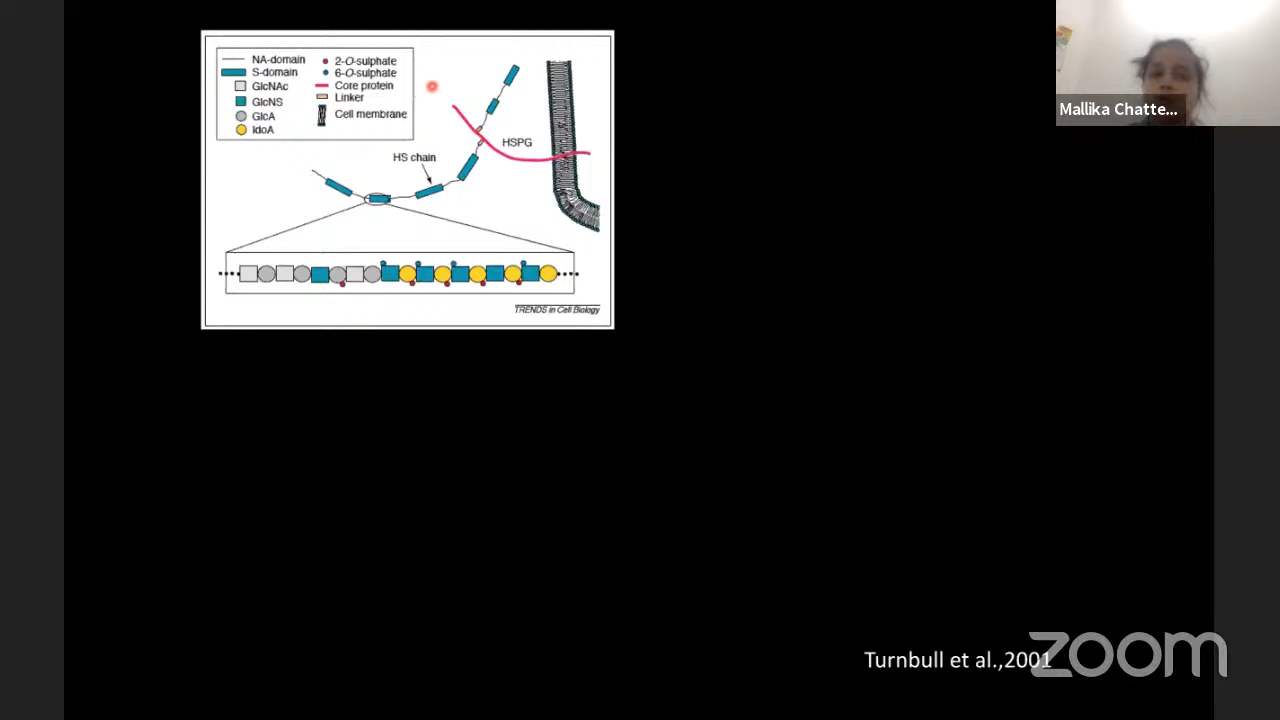 NA-domain
S-domain
GlcNAc
GlcNS
GlcA
IdoA
2-O-sulphate
6-O-sulphate
Core protein
Linker
Cell membrane
HSPG
HS chain
TRENDS in Cell Biology
Mallika Chatte...
Turnbull et al.,2001
zoom